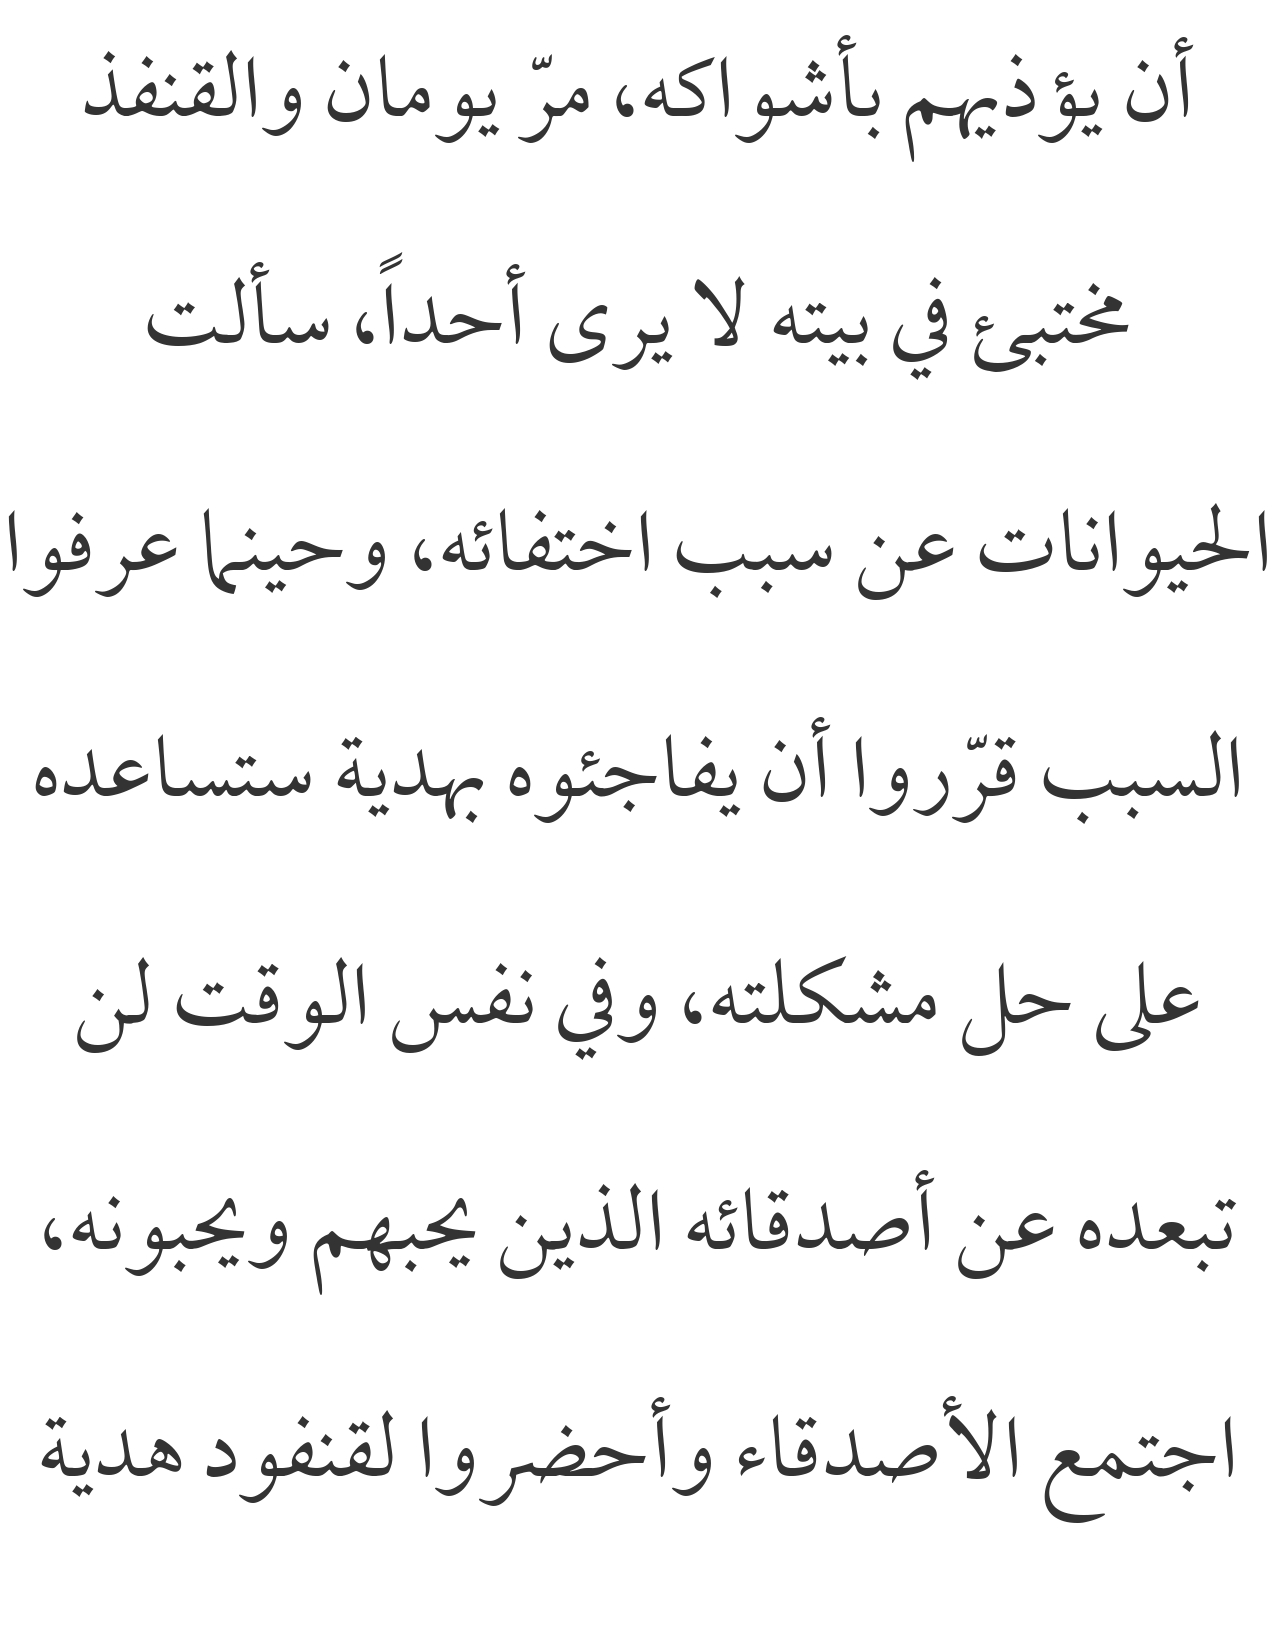 أن يؤذيهم بأشواكه، مرّ يومان والقنفذ
مختبئ في بيته لا يرى أحداً، سألت
الحيوانات عن سبب اختفائه، وحينما عرفوا
السبب قرّروا أن يفاجئوه بهدية ستساعده
على حل مشكلته، وفي نفس الوقت لن
تبعده عن أصدقائه الذين يحبهم ويحبونه،
اجتمع الأصدقاء وأحضروا لقنفود هدية